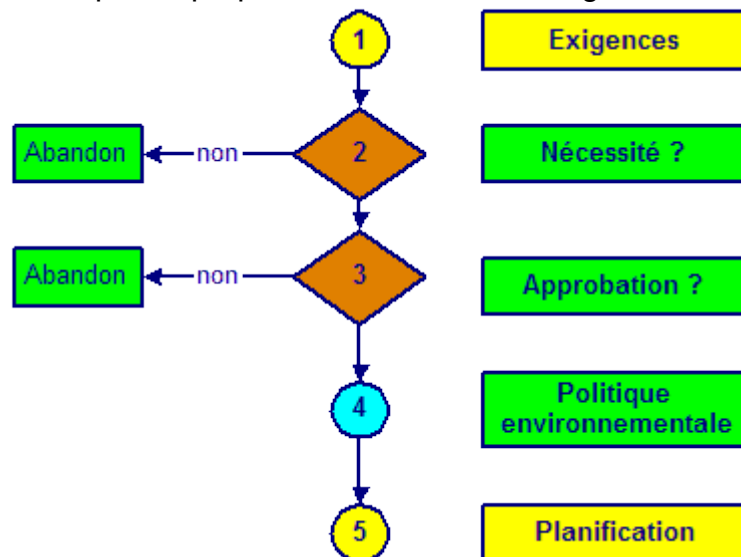 1 Exigences
Abandon non 2 Nécessité ?
Abandon non 3 Approbation ?
4 Politique
environnementale
5 Planification